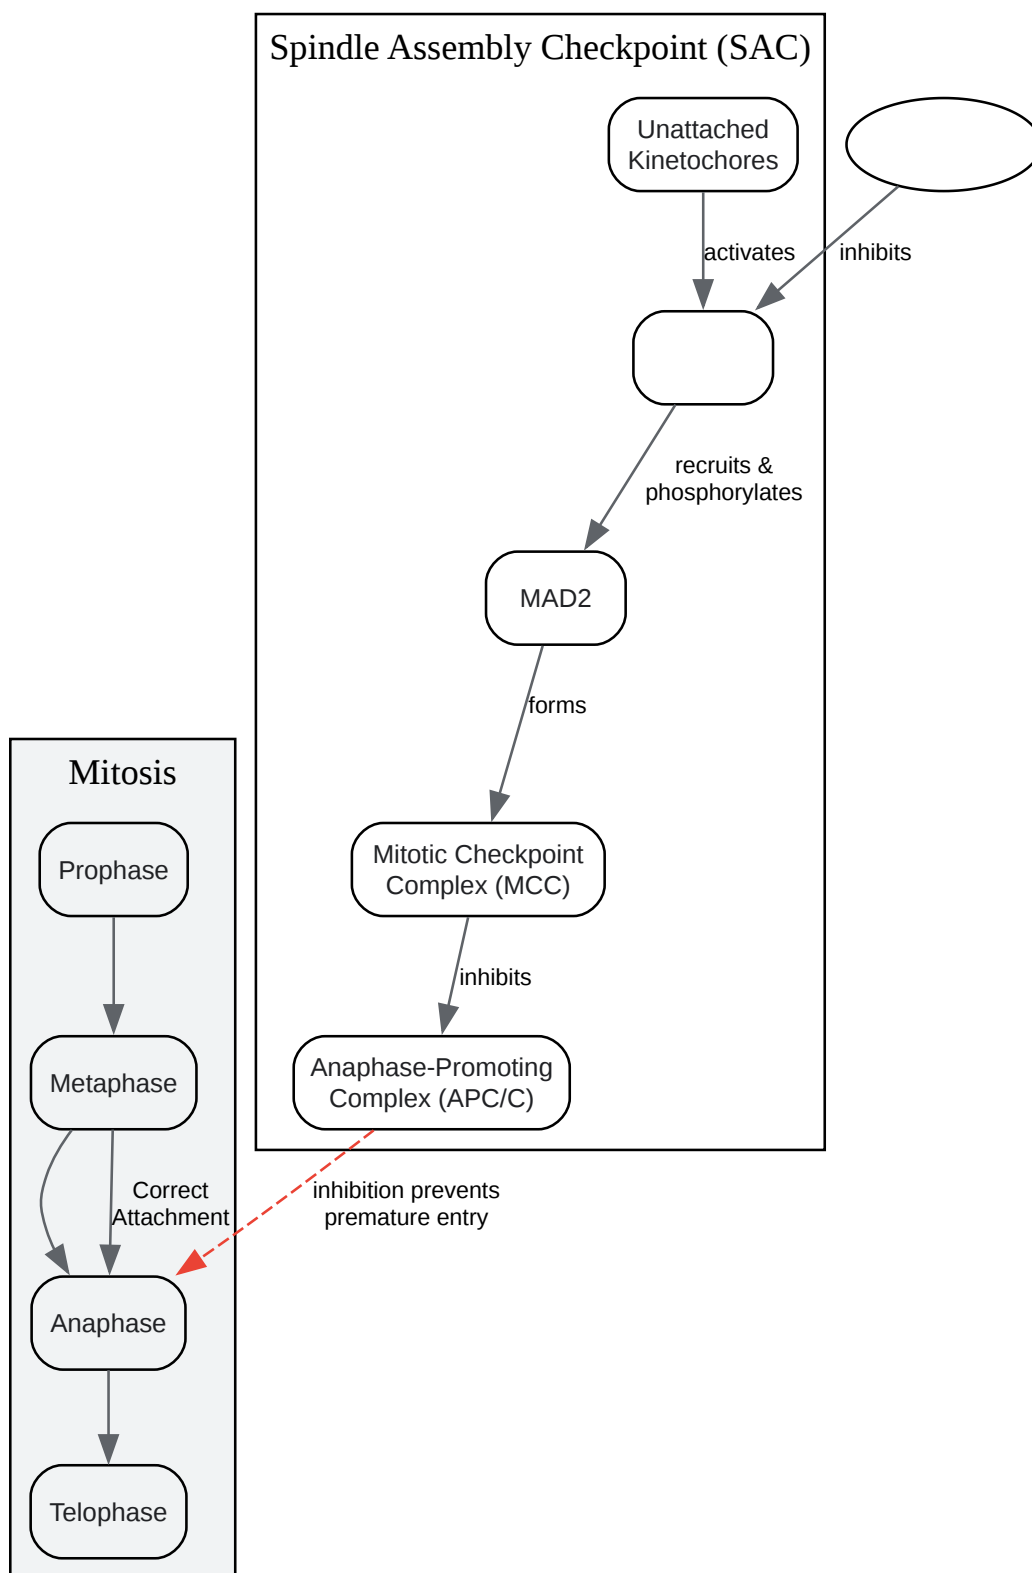 Spindle Assembly Checkpoint (SAC)
Unattached
Kinetochores
activates
inhibits
recruits &
phosphorylates
MAD2
forms
Mitosis
Prophase
Mitotic Checkpoint
Complex (MCC)
inhibits
Metaphase
Anaphase-Promoting
Complex (APC/C)
Correct
Attachment
inhibition prevents
premature entry
Anaphase
Telophase